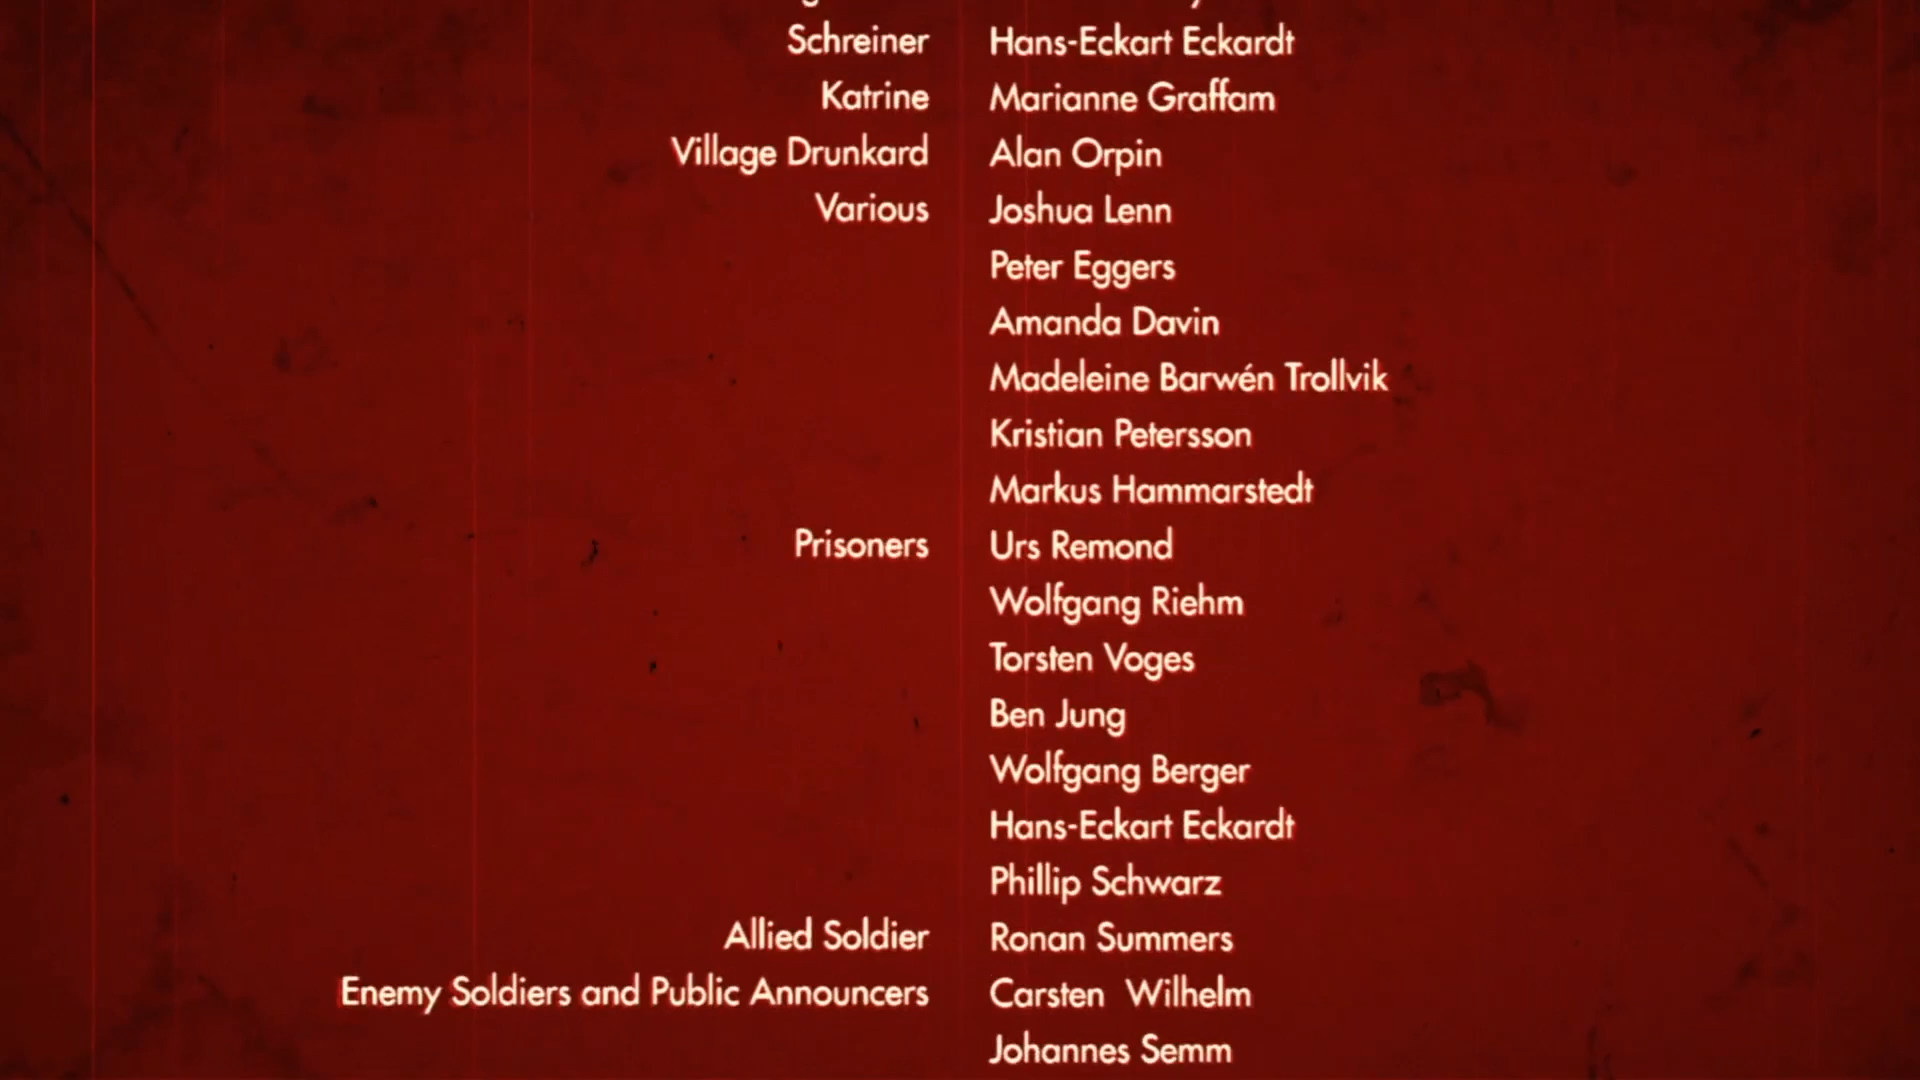 Schreiner Hans-Eckart Eckardt
Katrine Marianne Graffam
Village Drunkard Alan Orpin
Various Joshua Lenn
Peter Eggers
Amanda Davin
Madeleine Barwén Trollvik
Kristian Petersson
Markus Hammarstedt
Prisoners Urs Remond
Wolfgang Riehm
Torsten Voges
Ben Jung
Wolfgang Berger
Hans-Eckart Eckardt
Phillip Schwarz
Allied Soldier Ronan Summers
Enemy Soldiers and Public Announcers Carsten Wilhelm
Johannes Semm